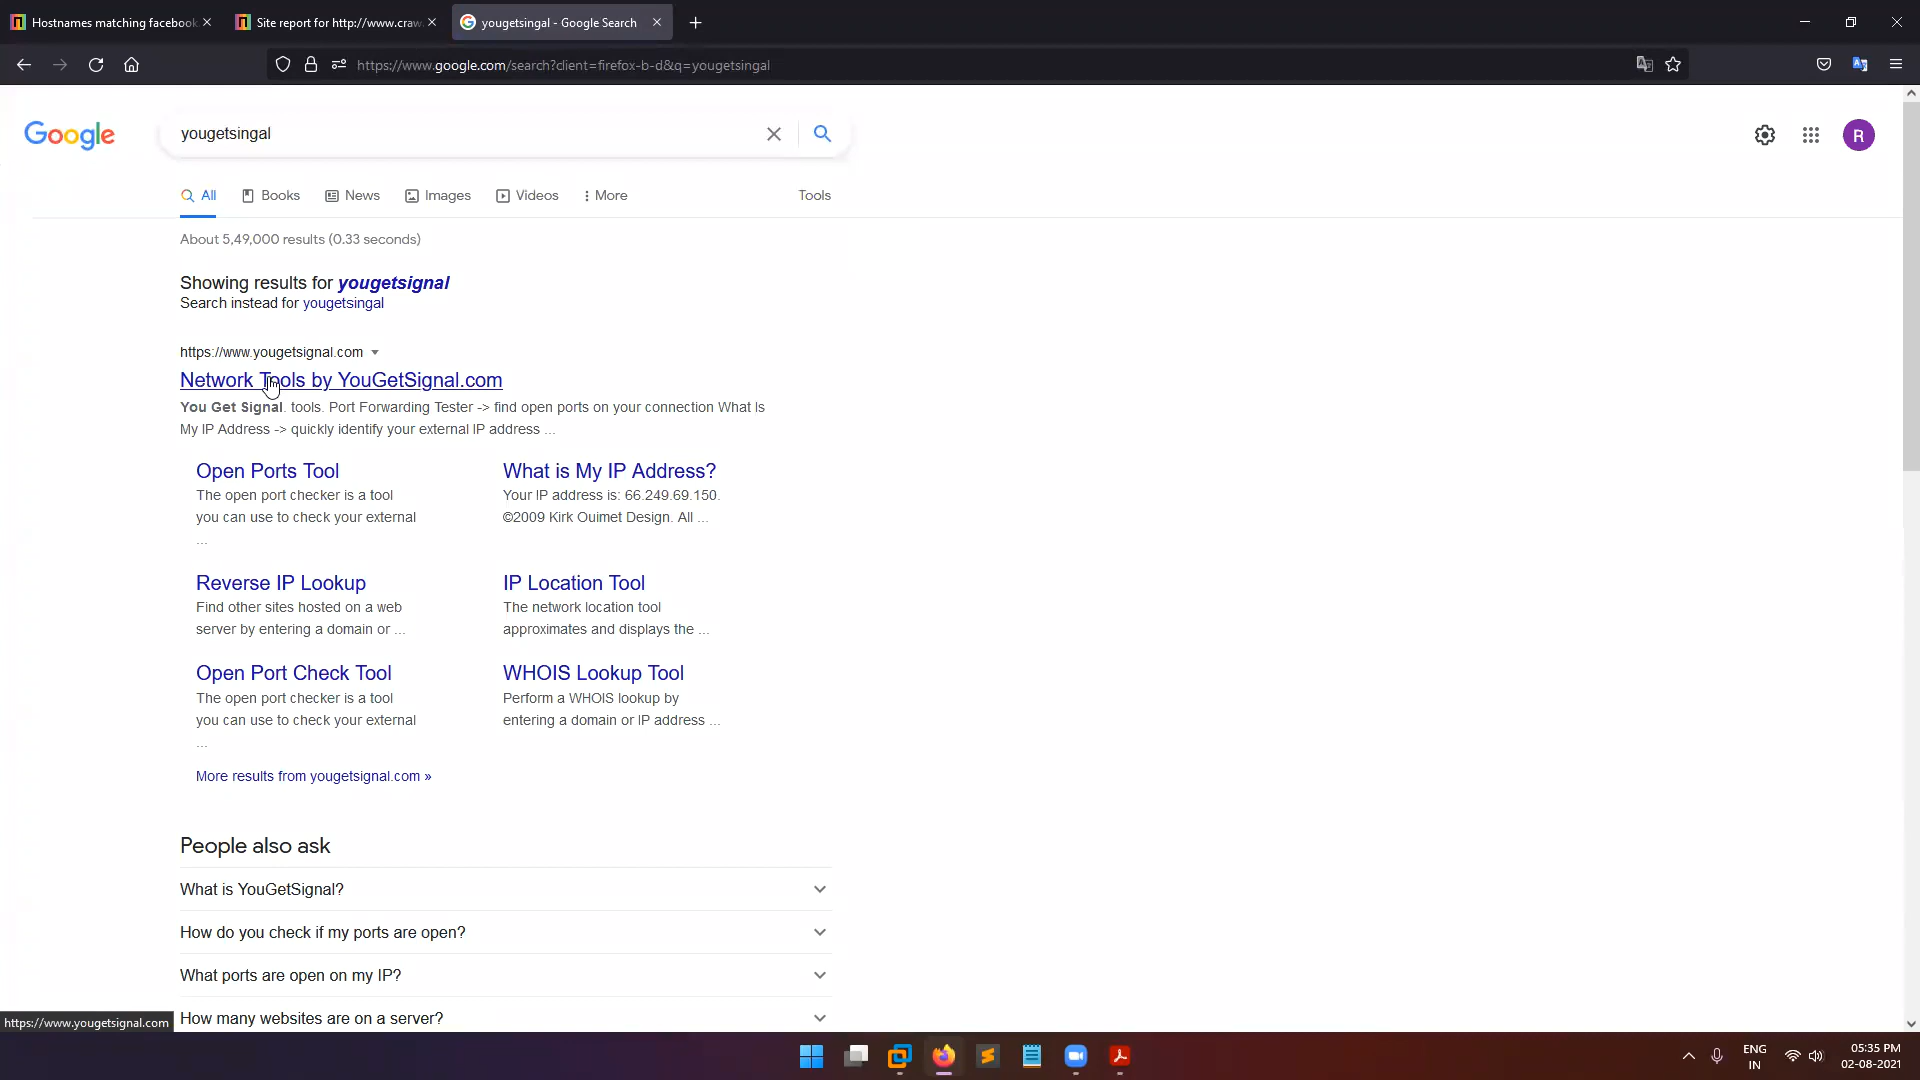 Hostnames matching facebook
Site report for http://www.craw
yougetsingal - Google Search
https://www.google.com/search?client=firefox-b-d&q=yougetsingal
Google
yougetsingal
R
All
Books
News
Images
Videos
More
Tools
About 5,49,000 results (0.33 seconds)
Showing results for yougetsignal
Search instead for yougetsingal
https://www.yougetsignal.com
Network Tools by YouGetSignal.com
You Get Signal. tools. Port Forwarding Tester -> find open ports on your connection What Is
My IP Address -> quickly identify your external IP address ...
Open Ports Tool
The open port checker is a tool
you can use to check your external
...
What is My IP Address?
Your IP address is: 66.249.69.150.
©2009 Kirk Ouimet Design. All ...
Reverse IP Lookup
Find other sites hosted on a web
server by entering a domain or ...
IP Location Tool
The network location tool
approximates and displays the ...
Open Port Check Tool
The open port checker is a tool
you can use to check your external
...
WHOIS Lookup Tool
Perform a WHOIS lookup by
entering a domain or IP address ...
More results from yougetsignal.com »
People also ask
What is YouGetSignal?
How do you check if my ports are open?
What ports are open on my IP?
How many websites are on a server?
https://www.yougetsignal.com
ENG
IN
05:35 PM
02-08-2021